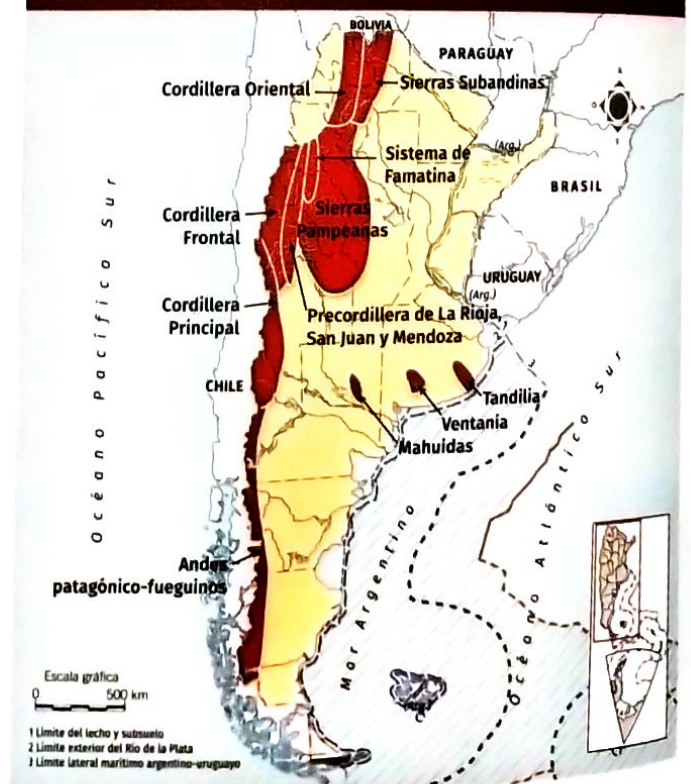 BOLIVIA
PARAGUAY
Cordillera Oriental
Sierras Subandinas
(Arg.)
Sistema de
Famatina
BRASIL
Cordillera
Frontal
Sierras
Pampeanas
URUGUAY
(Arg.)
Cordillera
Principal
Precordillera de La Rioja,
San Juan y Mendoza
2
CHILE
Tandilia
Ventania
Mahuidas
Océano Pacífico Sur
Océano Atlántico Sur
Mar Argentino
Andes
patagónico-fueguinos
(Arg.)
Escala gráfica
0 500 km
1 Límite del lecho y subsuelo
2 Límite exterior del Río de la Plata
3 Límite lateral marítimo argentino-uruguayo